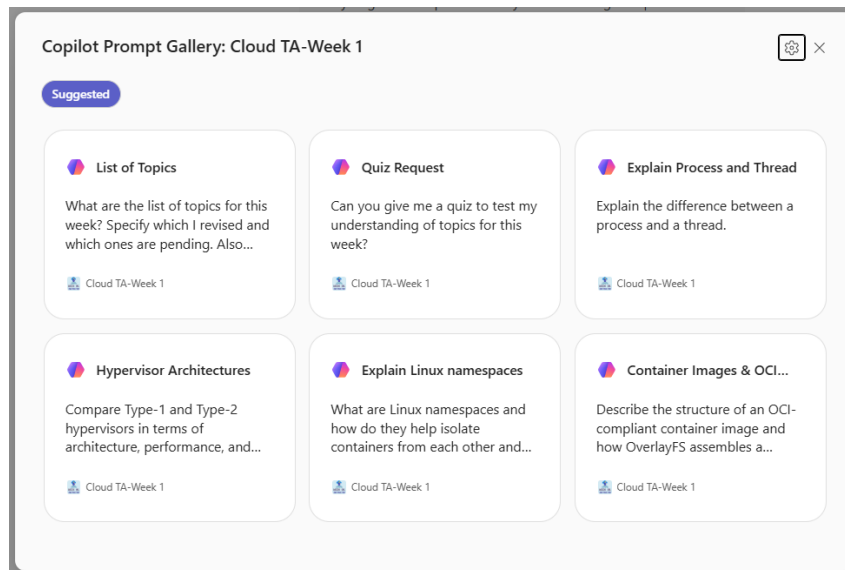 Copilot Prompt Gallery: Cloud TA-Week 1
Suggested
List of Topics
What are the list of topics for this
week? Specify which I revised and
which ones are pending. Also...
Cloud TA-Week 1
Quiz Request
Can you give me a quiz to test my
understanding of topics for this
week?
Cloud TA-Week 1
Explain Process and Thread
Explain the difference between a
process and a thread.
Cloud TA-Week 1
Hypervisor Architectures
Compare Type-1 and Type-2
hypervisors in terms of
architecture, performance, and...
Cloud TA-Week 1
Explain Linux namespaces
What are Linux namespaces and
how do they help isolate
containers from each other and...
Cloud TA-Week 1
Container Images & OCI...
Describe the structure of an OCI-
compliant container image and
how OverlayFS assembles a...
Cloud TA-Week 1